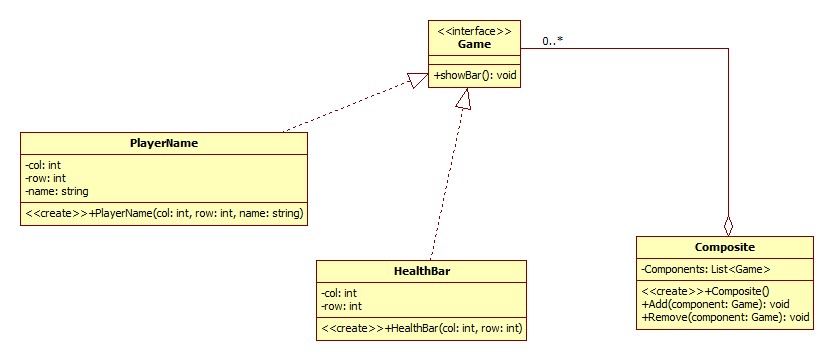 <<interface>>
Game
+showBar(): void
0..*
PlayerName
-col: int
-row: int
-name: string
<<create>>+PlayerName(col: int, row: int, name: string)
HealthBar
-col: int
-row: int
<<create>>+HealthBar(col: int, row: int)
Composite
-Components: List<Game>
<<create>>+Composite()
+Add(component: Game): void
+Remove(component: Game): void